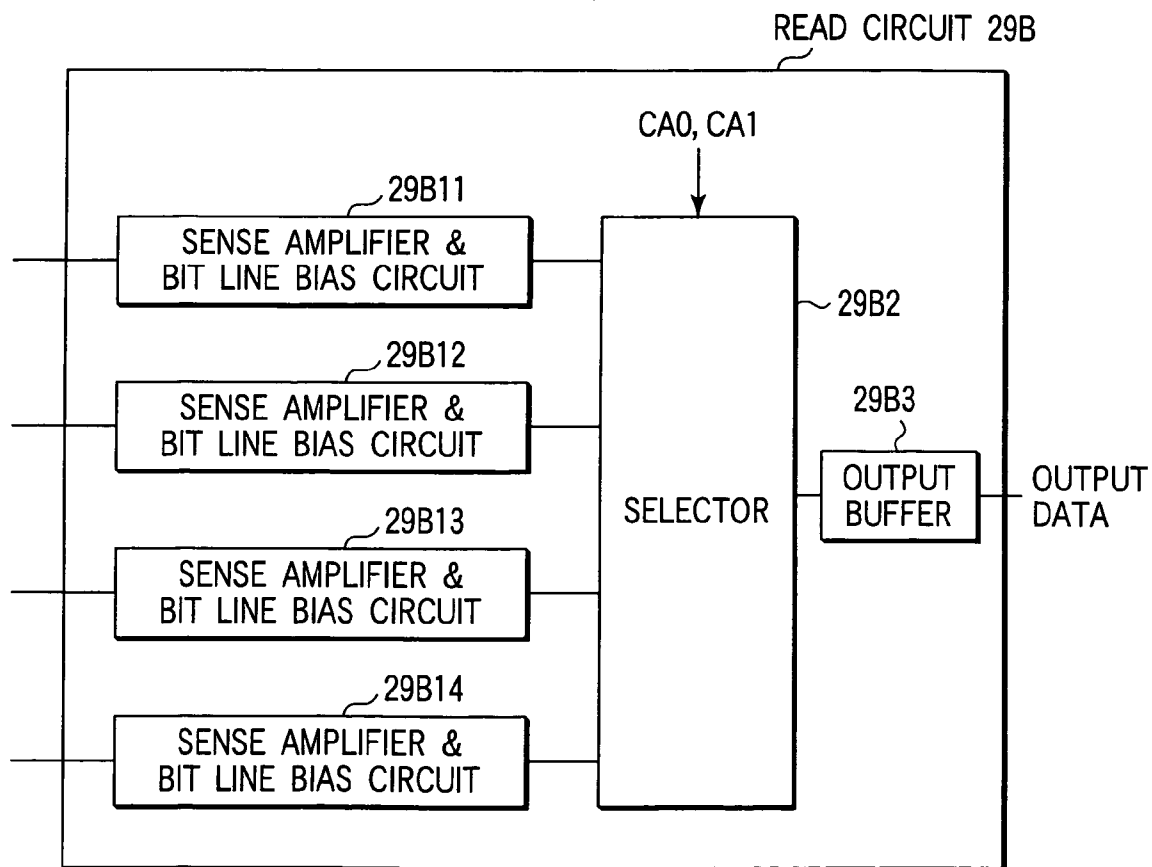 READ CIRCUIT 29B
CA0, CA1
29B11
SENSE AMPLIFIER &
BIT LINE BIAS CIRCUIT
29B2
29B12
SENSE AMPLIFIER &
BIT LINE BIAS CIRCUIT
29B3
SELECTOR
OUTPUT
BUFFER
OUTPUT
DATA
29B13
SENSE AMPLIFIER &
BIT LINE BIAS CIRCUIT
29B14
SENSE AMPLIFIER &
BIT LINE BIAS CIRCUIT